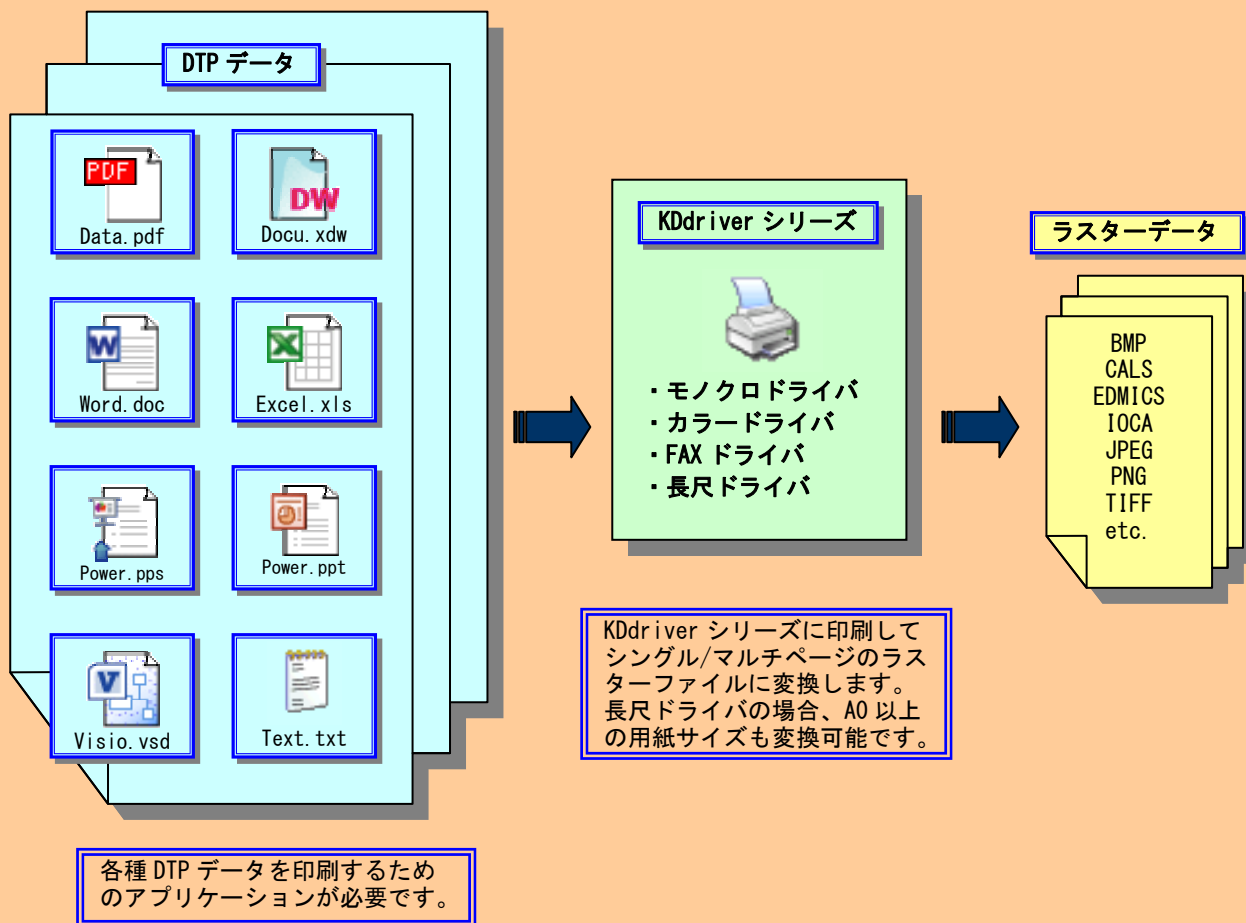 DTP データ
PDF
Data.pdf
DW
Docu.xdw
W
Word.doc
X
Excel.xls
Power.pps
Power.ppt
V
Visio.vsd
Text.txt
各種 DTP データを印刷するため
のアプリケーションが必要です。
KDdriver シリーズ
・モノクロドライバ
・カラードライバ
・FAX ドライバ
・長尺ドライバ
KDdriver シリーズに印刷して
シングル/マルチページのラス
ターファイルに変換します。
長尺ドライバの場合、A0 以上
の用紙サイズも変換可能です。
ラスターデータ
BMP
CALS
EDMICS
IOCA
JPEG
PNG
TIFF
etc.